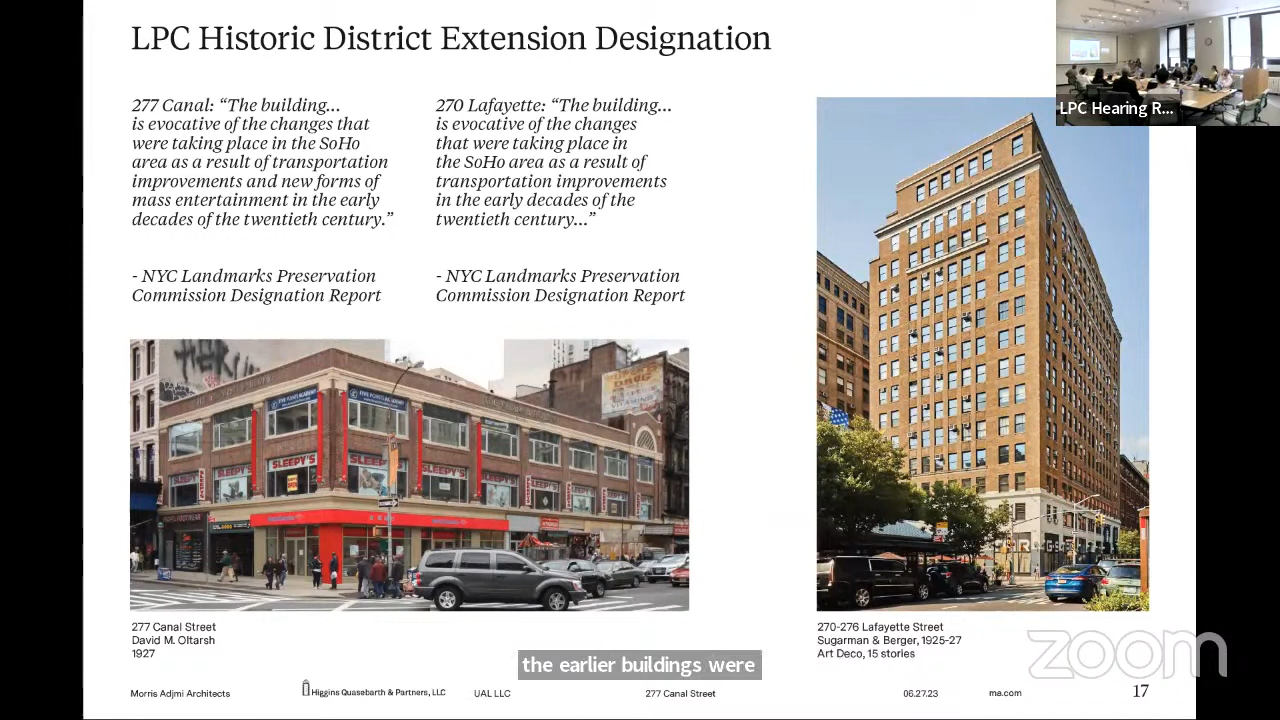 LPC Historic District Extension Designation
LPC Hearing R...
277 Canal: “The building...
is evocative of the changes that
were taking place in the SoHo
area as a result of transportation
improvements and new forms of
mass entertainment in the early
decades of the twentieth century.”
- NYC Landmarks Preservation
Commission Designation Report
270 Lafayette: “The building...
is evocative of the changes
that were taking place in
the SoHo area as a result of
transportation improvements
in the early decades of the
twentieth century...”
- NYC Landmarks Preservation
Commission Designation Report
SLEEPY'S
SLEEPY'S
SLEEPY'S
SLEEPY'S
277 Canal Street
David M. Oltarsh
1927
270-276 Lafayette Street
Sugarman & Berger, 1925-27
Art Deco, 15 stories
the earlier buildings were
zoom
Morris Adjmi Architects
Higgins Quasebarth & Partners, LLC
UAL LLC
277 Canal Street
06.27.23
ma.com
17